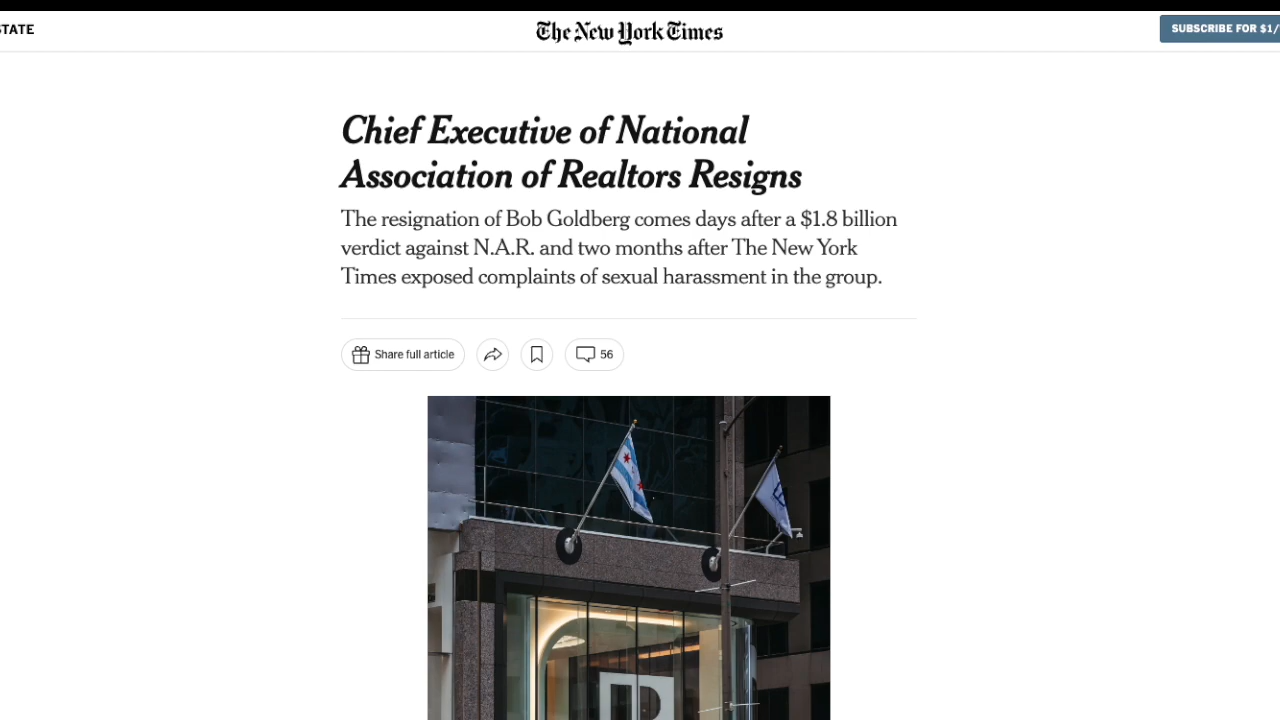 STATE
The New York Times
SUBSCRIBE FOR $1/
Chief Executive of National
Association of Realtors Resigns
The resignation of Bob Goldberg comes days after a $1.8 billion
verdict against N.A.R. and two months after The New York
Times exposed complaints of sexual harassment in the group.
Share full article
56
R